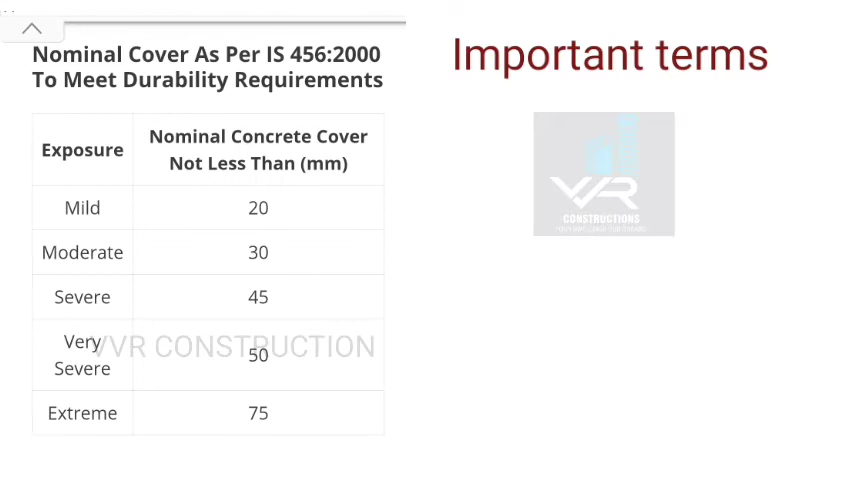 Nominal Cover As Per IS 456:2000
To Meet Durability Requirements
Exposure
Nominal Concrete Cover
Not Less Than (mm)
Mild 20
Moderate 30
Severe 45
Very
Severe
50
Extreme 75
VVR CONSTRUCTION
Important terms
VVR
CONSTRUCTIONS